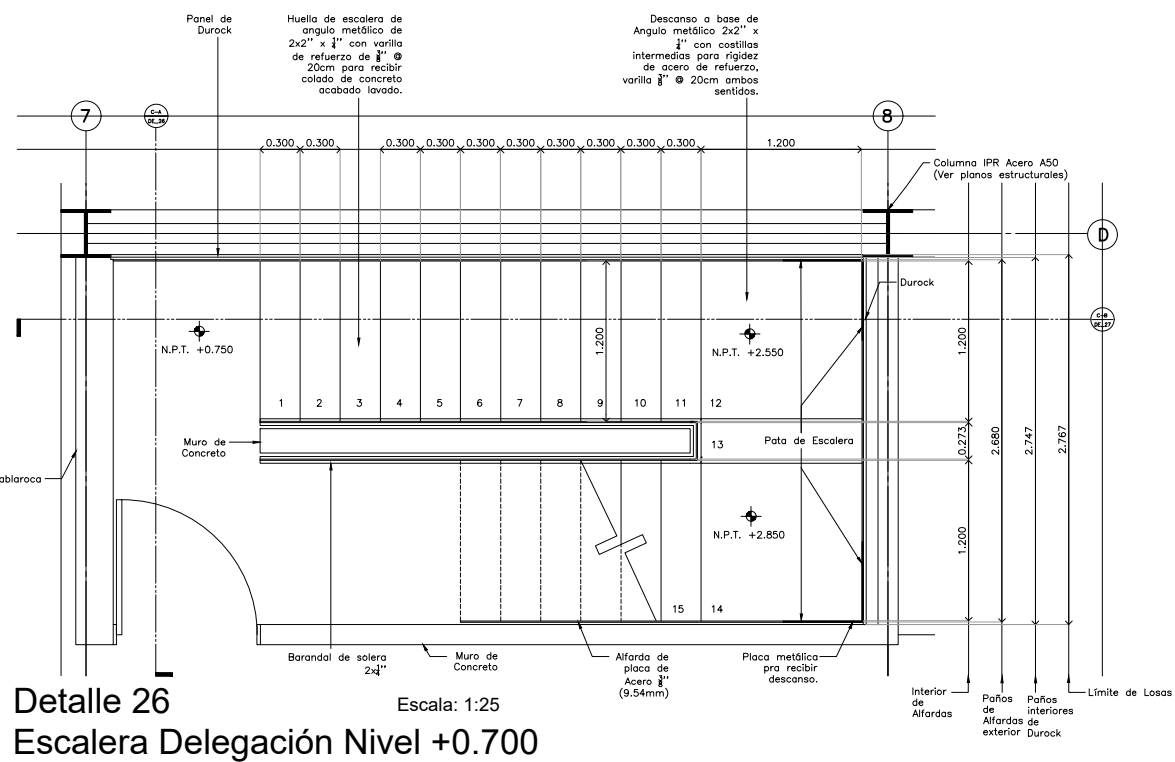 Panel de
Durock
Huella de escalera de
angulo metálico de
2x2'' x ¼'' con varilla
de refuerzo de ⅜'' @
20cm para recibir
colado de concreto
acabado lavado.
Descanso a base de
Angulo metálico 2x2'' x
¼'' con costillas
intermedias para rigidez
de acero de refuerzo,
varilla ⅜'' @ 20cm ambos
sentidos.
7
C-A
DE_26
8
0.300 0.300 0.300 0.300 0.300 0.300 0.300 0.300 0.300 0.300 1.200
Columna IPR Acero A50
(Ver planos estructurales)
D
Durock
C-B
DE_27
N.P.T. +0.750
1.200
N.P.T. +2.550
1.200
1 2 3 4 5 6 7 8 9 10 11 12
Muro de
Concreto
13
Pata de Escalera
0.273
2.680
2.747
2.767
ablaroca
N.P.T. +2.850
1.200
15 14
Barandal de solera
2x¼''
Muro de
Concreto
Alfarda de
placa de
Acero ⅜''
(9.54mm)
Placa metálica
pra recibir
descanso.
Interior
de
Alfardas
Paños
de
Alfardas
exterior
Paños
interiores
de
Durock
Límite de Losas
Detalle 26
Escala: 1:25
Escalera Delegación Nivel +0.700